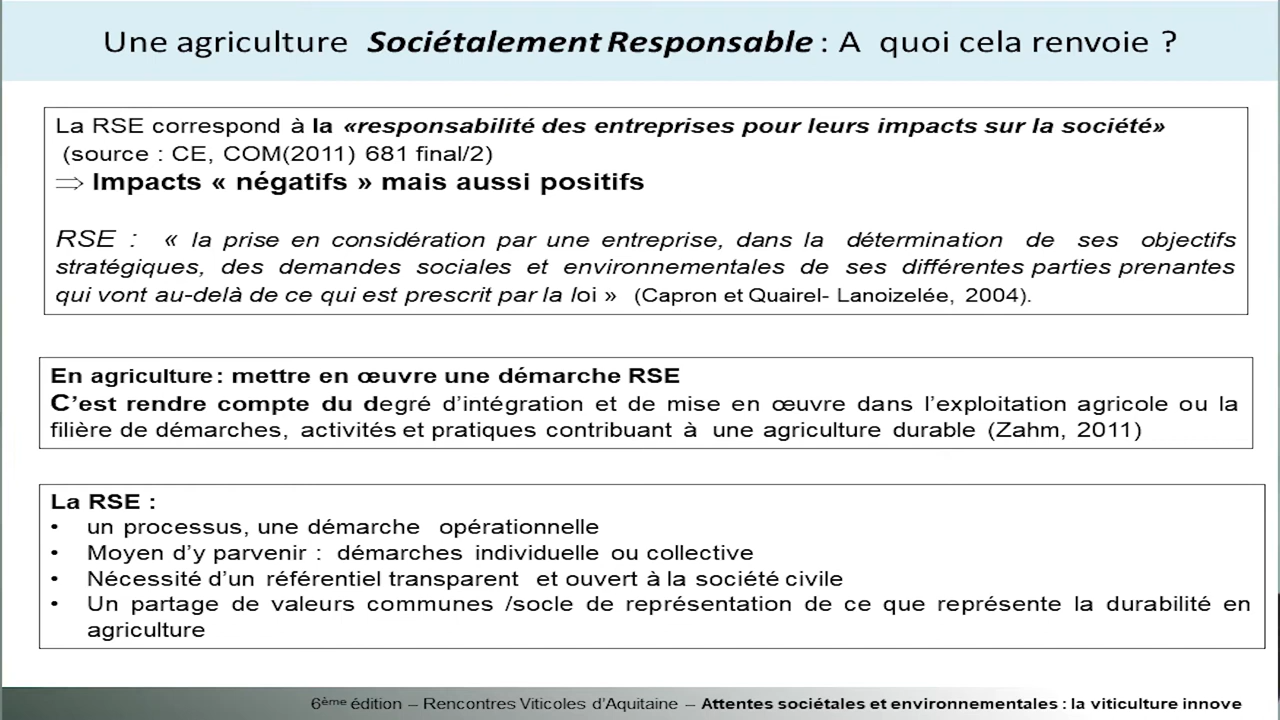 Une agriculture Sociétalement Responsable : A quoi cela renvoie ?
La RSE correspond à la «responsabilité des entreprises pour leurs impacts sur la société»
(source : CE, COM(2011) 681 final/2)
⇒ Impacts « négatifs » mais aussi positifs
RSE : « la prise en considération par une entreprise, dans la détermination de ses objectifs
stratégiques, des demandes sociales et environnementales de ses différentes parties prenantes
qui vont au-delà de ce qui est prescrit par la loi » (Capron et Quairel- Lanoizelée, 2004).
En agriculture : mettre en œuvre une démarche RSE
C’est rendre compte du degré d’intégration et de mise en œuvre dans l’exploitation agricole ou la
filière de démarches, activités et pratiques contribuant à une agriculture durable (Zahm, 2011)
La RSE :
• un processus, une démarche opérationnelle
• Moyen d’y parvenir : démarches individuelle ou collective
• Nécessité d’un référentiel transparent et ouvert à la société civile
• Un partage de valeurs communes /socle de représentation de ce que représente la durabilité en
agriculture
6ème édition – Rencontres Viticoles d’Aquitaine – Attentes sociétales et environnementales : la viticulture innove